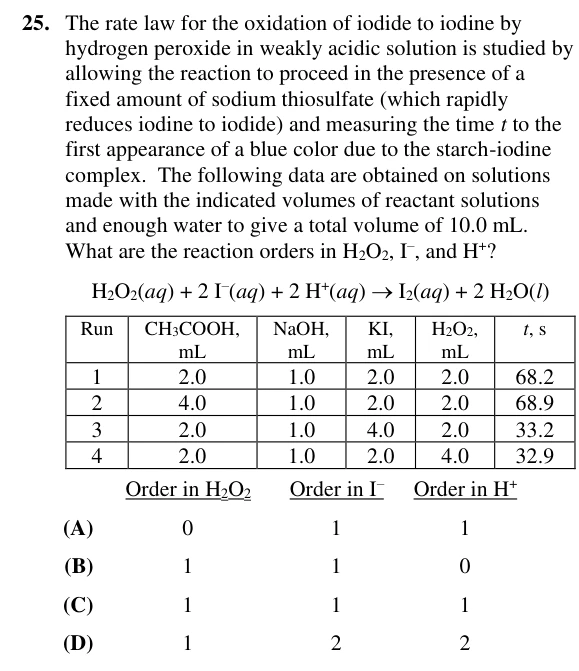 25. The rate law for the oxidation of iodide to iodine by
hydrogen peroxide in weakly acidic solution is studied by
allowing the reaction to proceed in the presence of a
fixed amount of sodium thiosulfate (which rapidly
reduces iodine to iodide) and measuring the time t to the
first appearance of a blue color due to the starch-iodine
complex. The following data are obtained on solutions
made with the indicated volumes of reactant solutions
and enough water to give a total volume of 10.0 mL.
What are the reaction orders in H₂O₂, I⁻, and H⁺?
H₂O₂(aq) + 2 I⁻(aq) + 2 H⁺(aq) → I₂(aq) + 2 H₂O(l)
Run CH₃COOH, mL NaOH, mL KI, mL H₂O₂, mL t, s
1 2.0 1.0 2.0 2.0 68.2
2 4.0 1.0 2.0 2.0 68.9
3 2.0 1.0 4.0 2.0 33.2
4 2.0 1.0 2.0 4.0 32.9
Order in H₂O₂ Order in I⁻ Order in H⁺
(A) 0 1 1
(B) 1 1 0
(C) 1 1 1
(D) 1 2 2